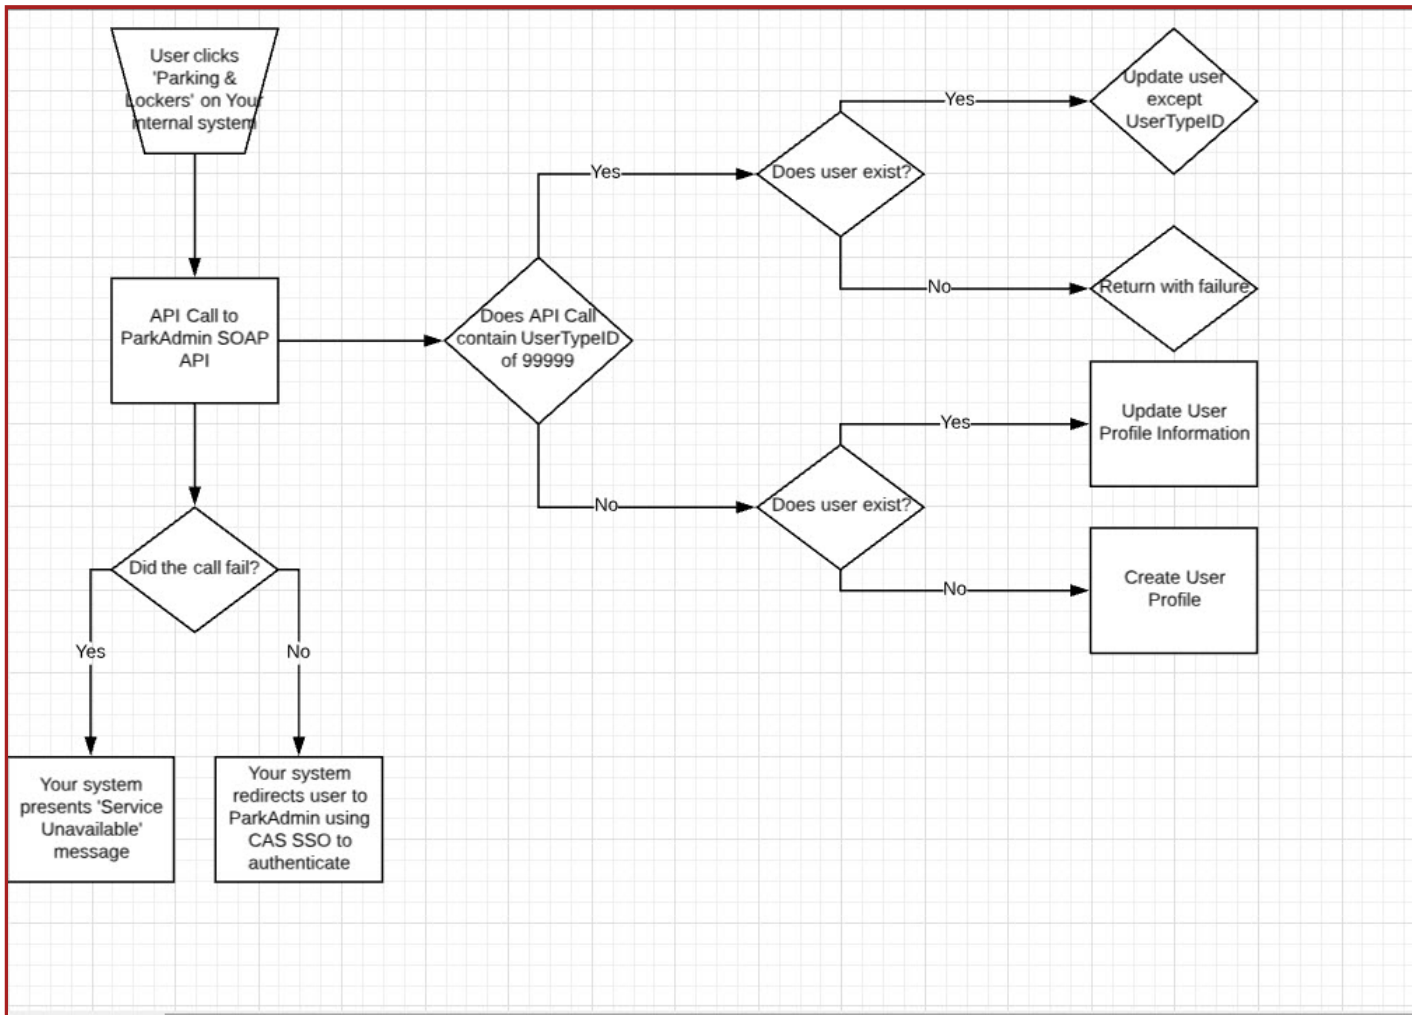 User clicks
'Parking &
Lockers' on Your
internal system
API Call to
ParkAdmin SOAP
API
Did the call fail?
Yes
No
Your system
presents 'Service
Unavailable'
message
Your system
redirects user to
ParkAdmin using
CAS SSO to
authenticate
Does API Call
contain UserTypeID
of 99999
Yes
No
Does user exist?
Yes
No
Update user
except
UserTypeID
Return with failure
Does user exist?
Yes
No
Update User
Profile Information
Create User
Profile